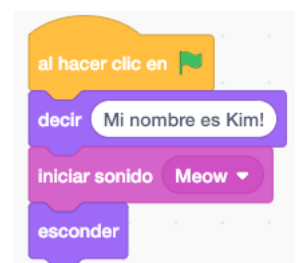 al hacer clic en
decir Mi nombre es Kim!
iniciar sonido Meow
esconder